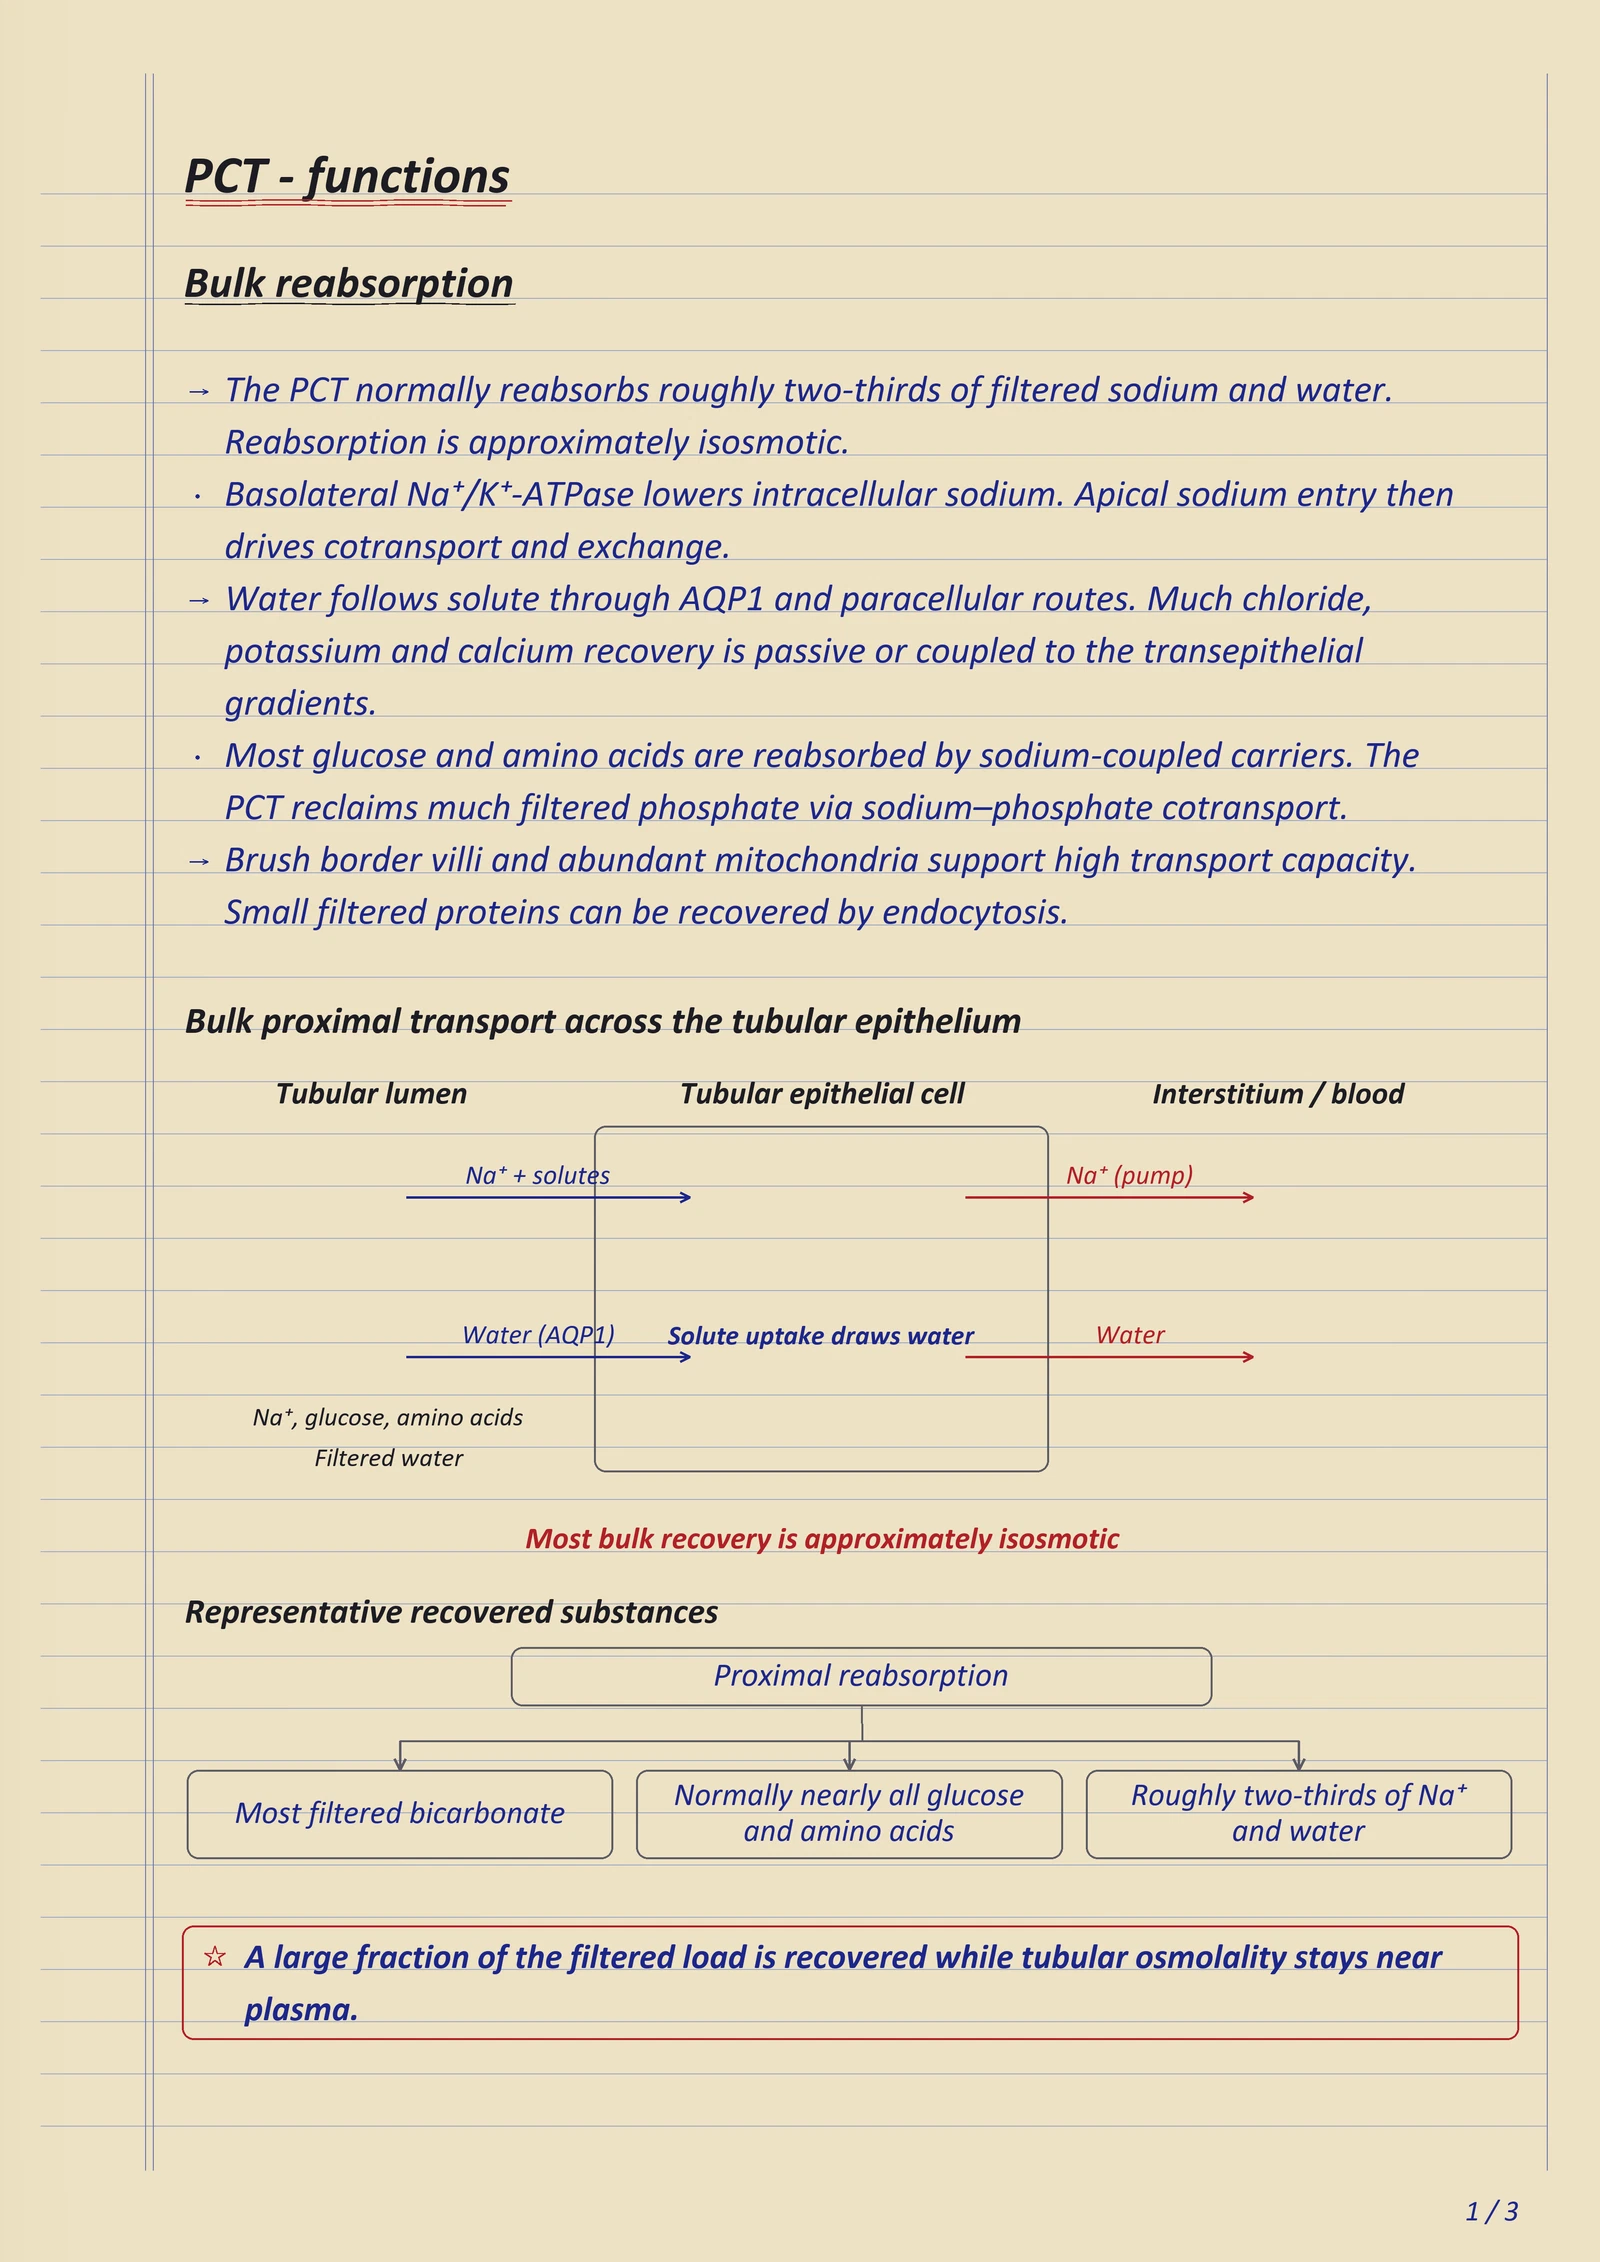 PCT - functions
Bulk reabsorption
→ The PCT normally reabsorbs roughly two-thirds of filtered sodium and water.
Reabsorption is approximately isosmotic.
· Basolateral Na⁺/K⁺-ATPase lowers intracellular sodium. Apical sodium entry then
drives cotransport and exchange.
→ Water follows solute through AQP1 and paracellular routes. Much chloride,
potassium and calcium recovery is passive or coupled to the transepithelial
gradients.
· Most glucose and amino acids are reabsorbed by sodium-coupled carriers. The
PCT reclaims much filtered phosphate via sodium–phosphate cotransport.
→ Brush border villi and abundant mitochondria support high transport capacity.
Small filtered proteins can be recovered by endocytosis.
Bulk proximal transport across the tubular epithelium
Tubular lumen
Tubular epithelial cell
Interstitium / blood
Na⁺ + solutes
Na⁺ (pump)
Water (AQP1)
Solute uptake draws water
Water
Na⁺, glucose, amino acids
Filtered water
Most bulk recovery is approximately isosmotic
Representative recovered substances
Proximal reabsorption
Most filtered bicarbonate
Normally nearly all glucose
and amino acids
Roughly two-thirds of Na⁺
and water
☆ A large fraction of the filtered load is recovered while tubular osmolality stays near
plasma.
1 / 3